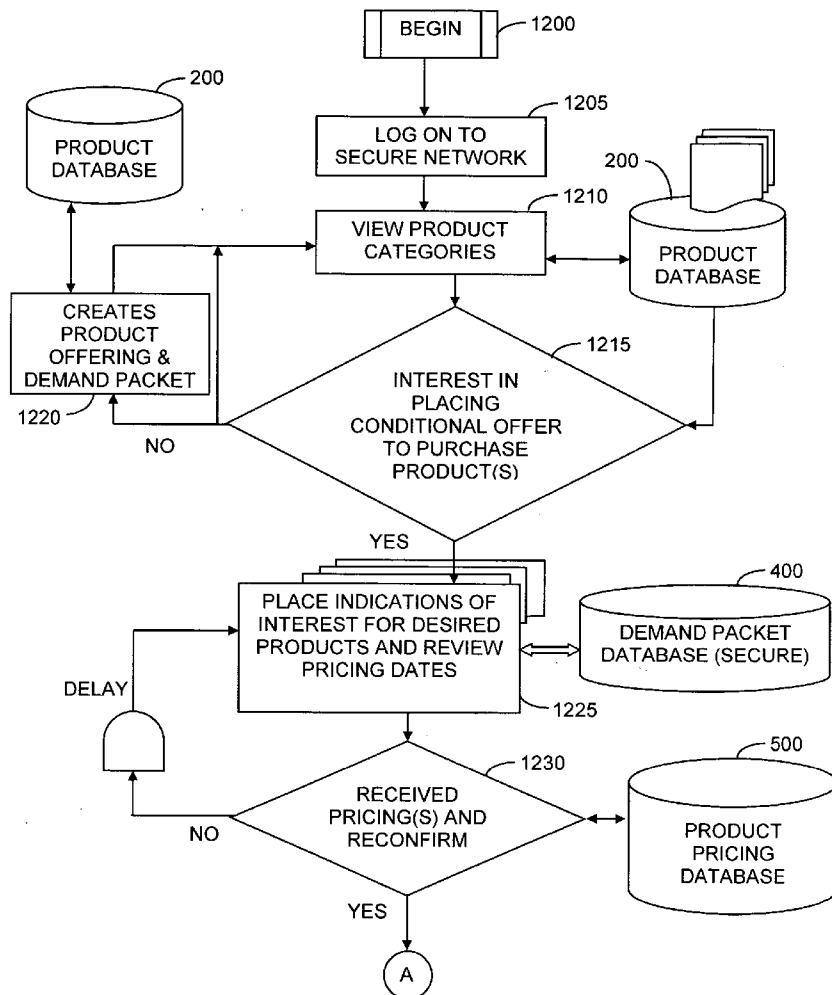 BEGIN
1200
200
PRODUCT
DATABASE
1205
LOG ON TO
SECURE NETWORK
1210
VIEW PRODUCT
CATEGORIES
200
PRODUCT
DATABASE
CREATES
PRODUCT
OFFERING &
DEMAND PACKET
1220
NO
1215
INTEREST IN
PLACING
CONDITIONAL OFFER
TO PURCHASE
PRODUCT(S)
YES
PLACE INDICATIONS OF
INTEREST FOR DESIRED
PRODUCTS AND REVIEW
PRICING DATES
1225
400
DEMAND PACKET
DATABASE (SECURE)
DELAY
NO
1230
RECEIVED
PRICING(S) AND
RECONFIRM
500
PRODUCT
PRICING
DATABASE
YES
A